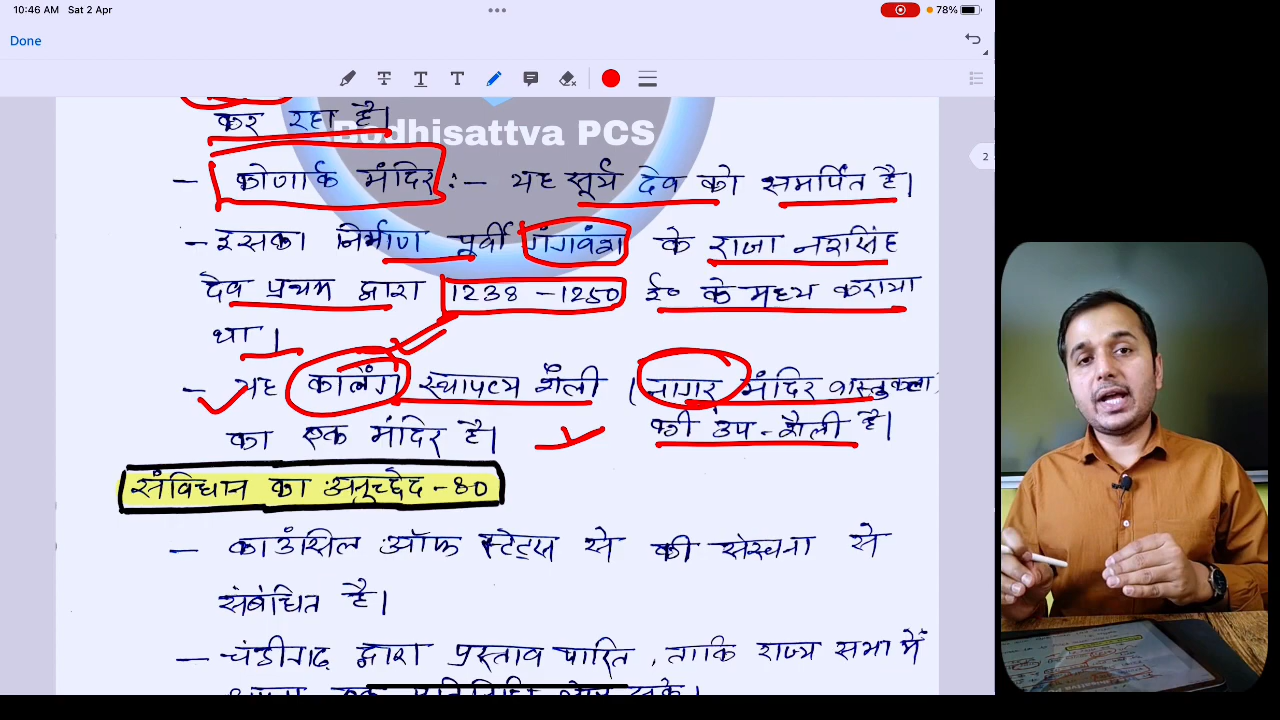 10:46 AM Sat 2 Apr
78%
Done
कर रहा है।
Bodhisattva PCS
2
- कोणार्क मंदिर :- यह सूर्य देव को समर्पित है।
- इसका निर्माण पूर्वी गंगवंश के राजा नरसिंह
देव प्रथम द्वारा 1238-1250 ई० के मध्य कराया
था।
- यह कलिंग स्थापत्य शैली (नागर मंदिर वास्तुकला
की उप-शैली है।
का एक मंदिर है।
संविधान का अनुच्छेद-80
- काउंसिल ऑफ स्टेट्स से की संरचना से
संबंधित है।
- चंडीगढ़ द्वारा प्रस्ताव पारित, ताकि राज्य सभा में